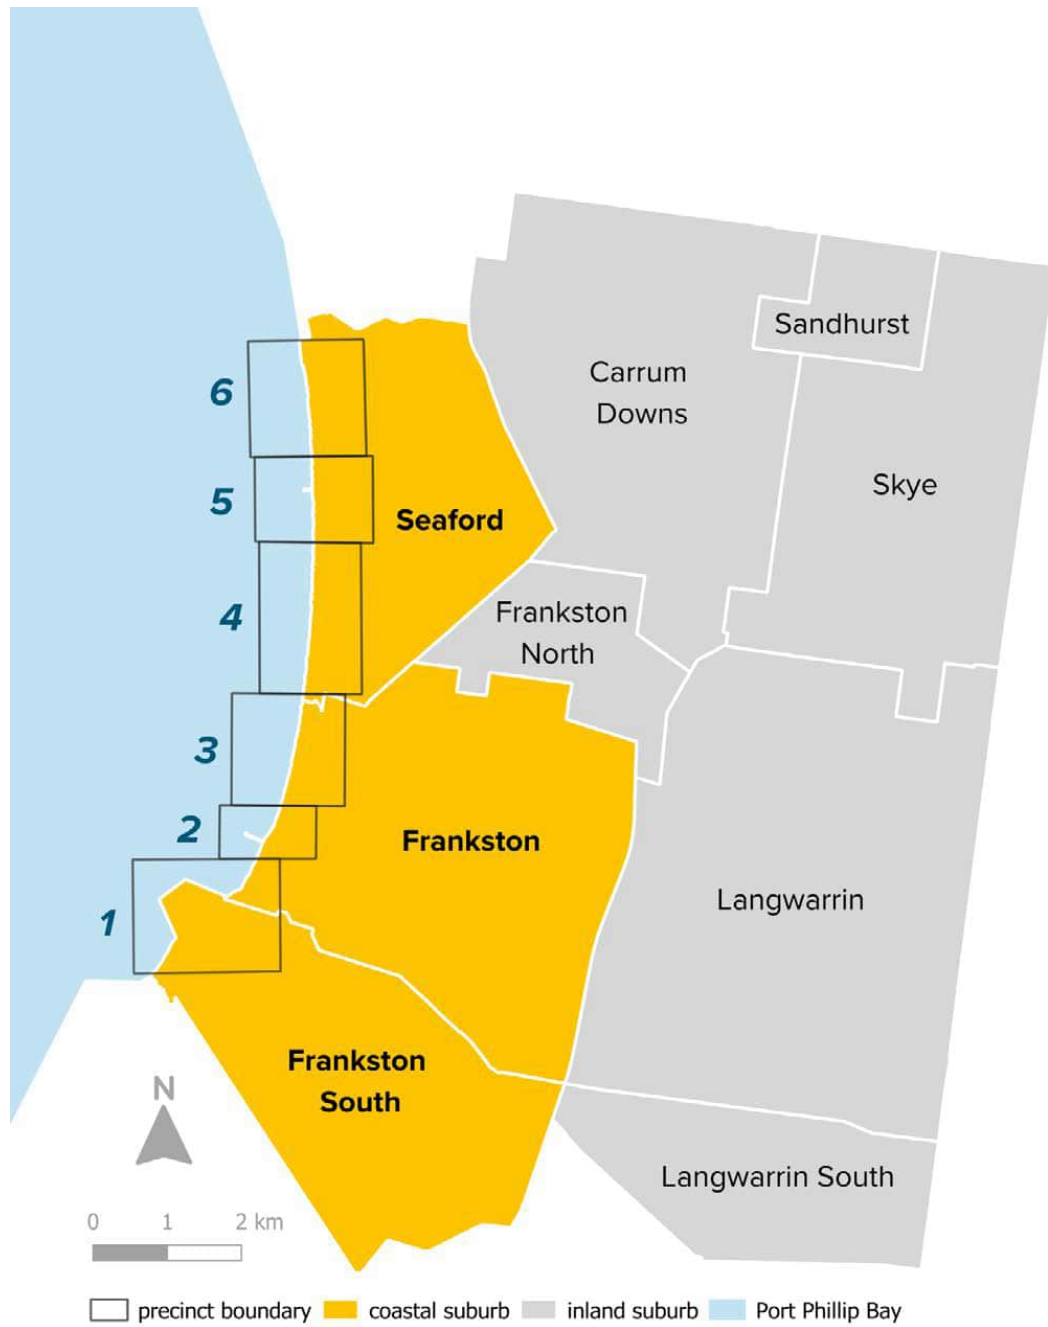 Sandhurst
Carrum
Downs
6
Skye
5
Seaford
4
Frankston
North
3
2
Frankston
Langwarrin
1
Frankston
South
N
Langwarrin South
0 1 2 km
precinct boundary coastal suburb inland suburb Port Phillip Bay